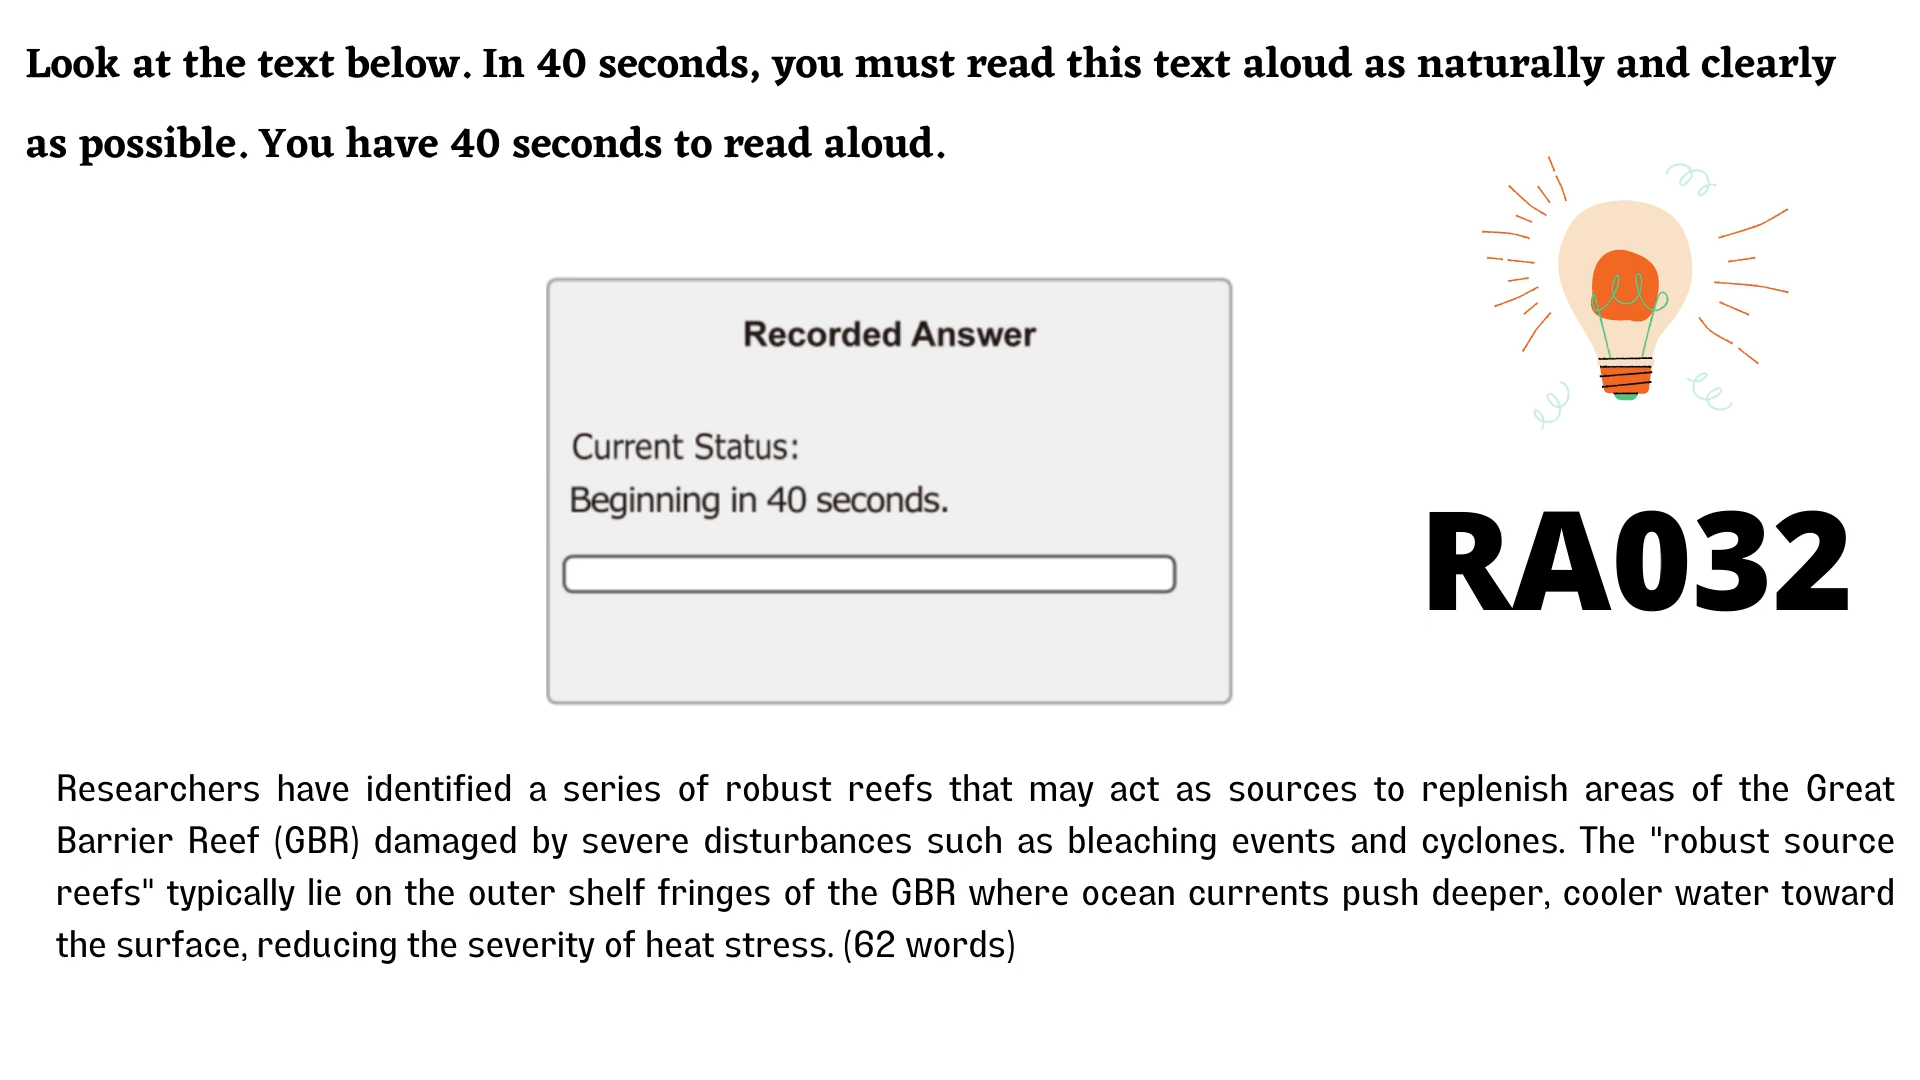 Look at the text below. In 40 seconds, you must read this text aloud as naturally and clearly
as possible. You have 40 seconds to read aloud.
Recorded Answer
Current Status:
Beginning in 40 seconds.
RA032
Researchers have identified a series of robust reefs that may act as sources to replenish areas of the Great
Barrier Reef (GBR) damaged by severe disturbances such as bleaching events and cyclones. The "robust source
reefs" typically lie on the outer shelf fringes of the GBR where ocean currents push deeper, cooler water toward
the surface, reducing the severity of heat stress. (62 words)